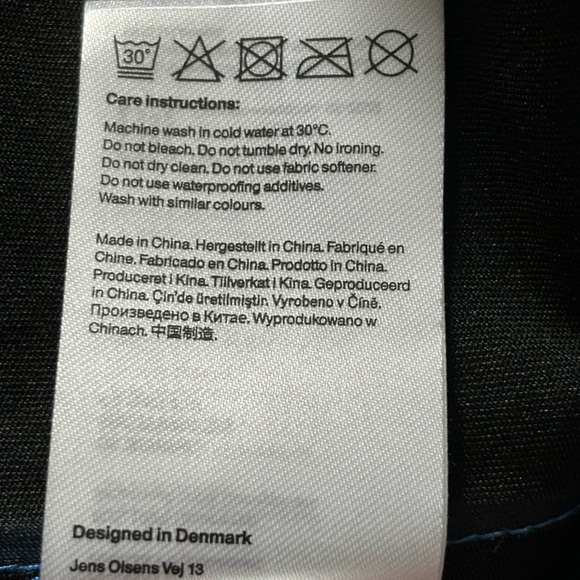 30°
Care instructions:
Machine wash in cold water at 30°C.
Do not bleach. Do not tumble dry. No ironing.
Do not dry clean. Do not use fabric softener.
Do not use waterproofing additives.
Wash with similar colours.
Made in China. Hergestellt in China. Fabriqué en
Chine. Fabricado en China. Prodotto in China.
Produceret i Kina. Tillverkat i Kina. Geproduceerd
in China. Çin'de üretilmiştir. Vyrobeno v Číně.
Произведено в Китае. Wyprodukowano w
Chinach. 中国制造.
Designed in Denmark
Jens Olsens Vej 13